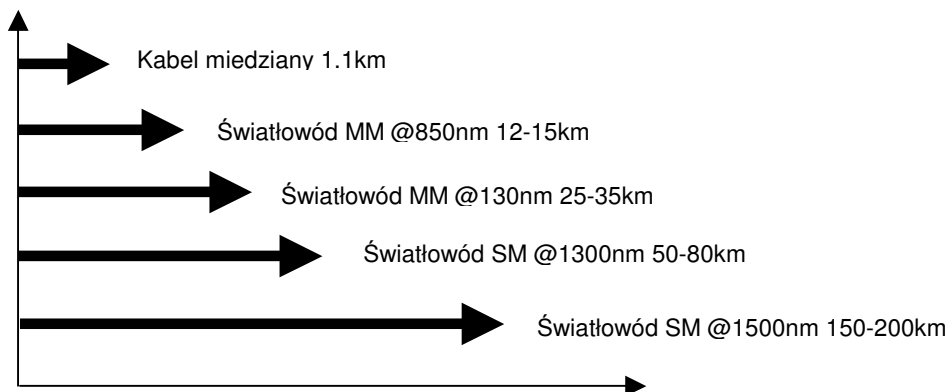 Kabel miedziany 1.1km
Światłowód MM @850nm 12-15km
Światłowód MM @130nm 25-35km
Światłowód SM @1300nm 50-80km
Światłowód SM @1500nm 150-200km